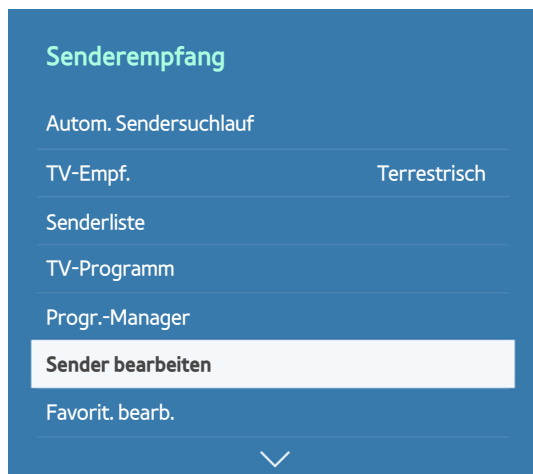 Senderempfang
Autom. Sendersuchlauf
TV-Empf. Terrestrisch
Senderliste
TV-Programm
Progr.-Manager
Sender bearbeiten
Favorit. bearb.